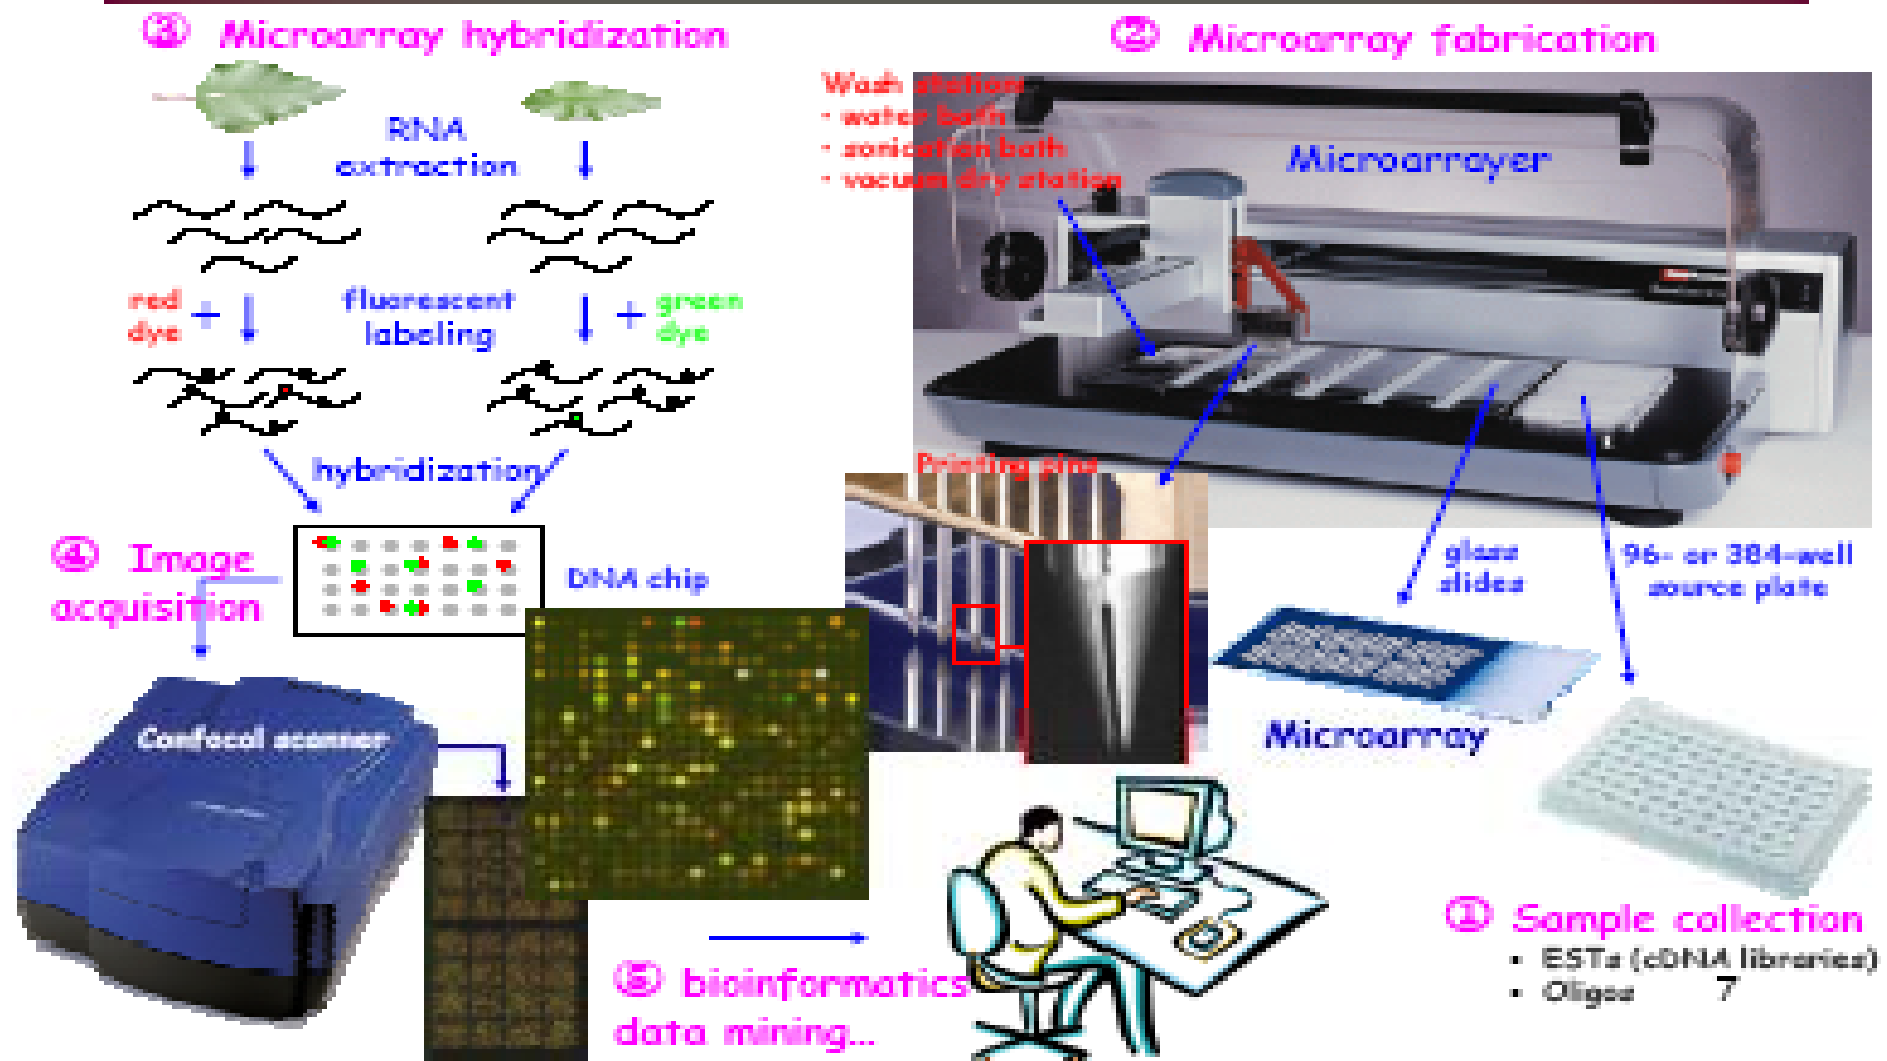 ③ Microarray hybridization
RNA
extraction
red
dye
+
fluorescent
labeling
+
green
dye
hybridization
DNA chip
② Microarray fabrication
Wash station
- water bath
- sonication bath
- vacuum dry station
Microarrayer
Printing pins
glass
slides
96- or 384-well
source plate
Microarray
④ Image
acquisition
Confocal scanner
⑤ bioinformatics
data mining...
① Sample collection
• ESTs (cDNA libraries)
• Oligos
7